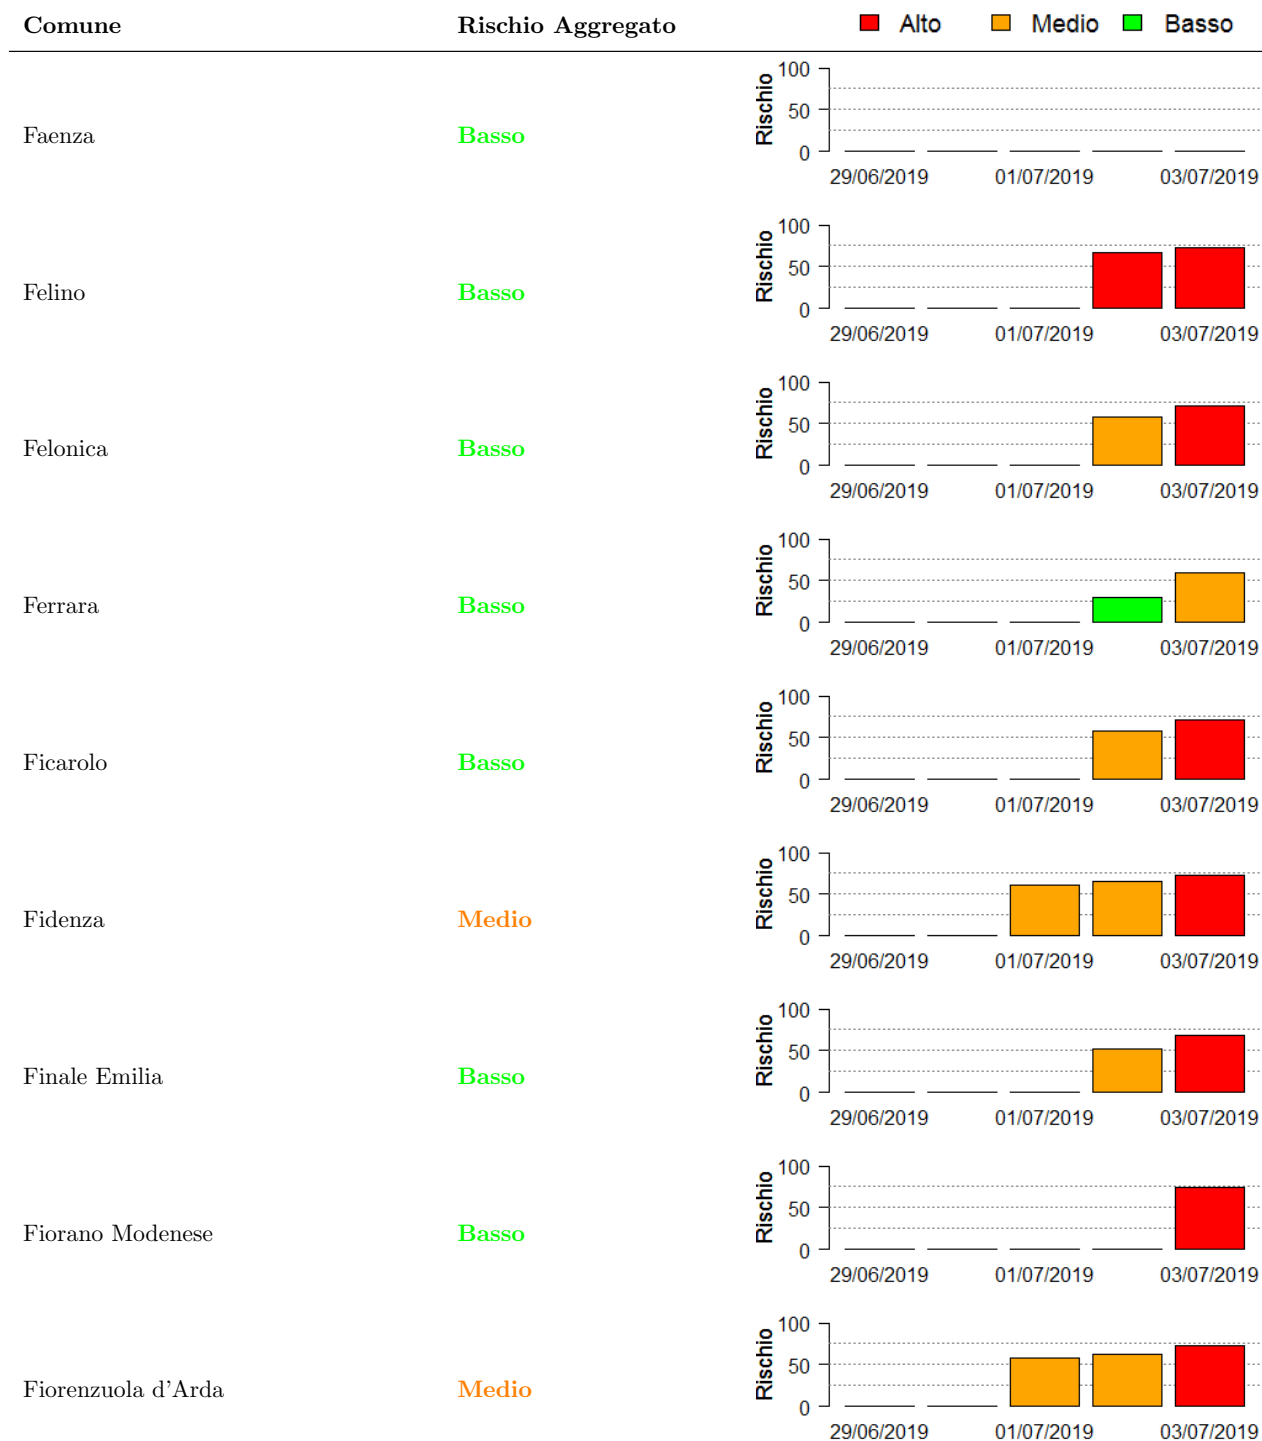 Comune Rischio Aggregato Alto Medio Basso
Faenza Basso Rischio 100 50 0
29/06/2019 01/07/2019 03/07/2019
Felino Basso Rischio 100 50 0
29/06/2019 01/07/2019 03/07/2019
Felonica Basso Rischio 100 50 0
29/06/2019 01/07/2019 03/07/2019
Ferrara Basso Rischio 100 50 0
29/06/2019 01/07/2019 03/07/2019
Ficarolo Basso Rischio 100 50 0
29/06/2019 01/07/2019 03/07/2019
Fidenza Medio Rischio 100 50 0
29/06/2019 01/07/2019 03/07/2019
Finale Emilia Basso Rischio 100 50 0
29/06/2019 01/07/2019 03/07/2019
Fiorano Modenese Basso Rischio 100 50 0
29/06/2019 01/07/2019 03/07/2019
Fiorenzuola d'Arda Medio Rischio 100 50 0
29/06/2019 01/07/2019 03/07/2019